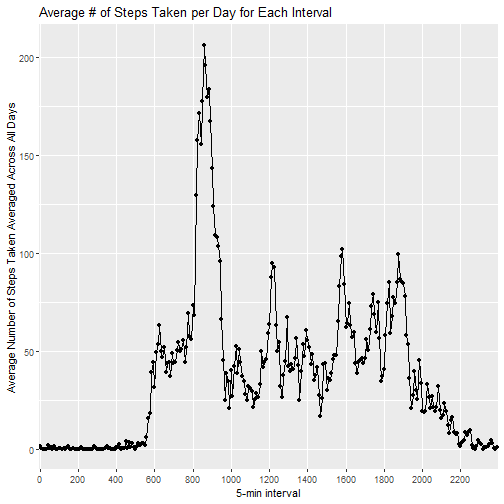 Average # of Steps Taken per Day for Each Interval
Average Number of Steps Taken Averaged Across All Days
200
150
100
50
0
0 200 400 600 800 1000 1200 1400 1600 1800 2000 2200
5-min interval